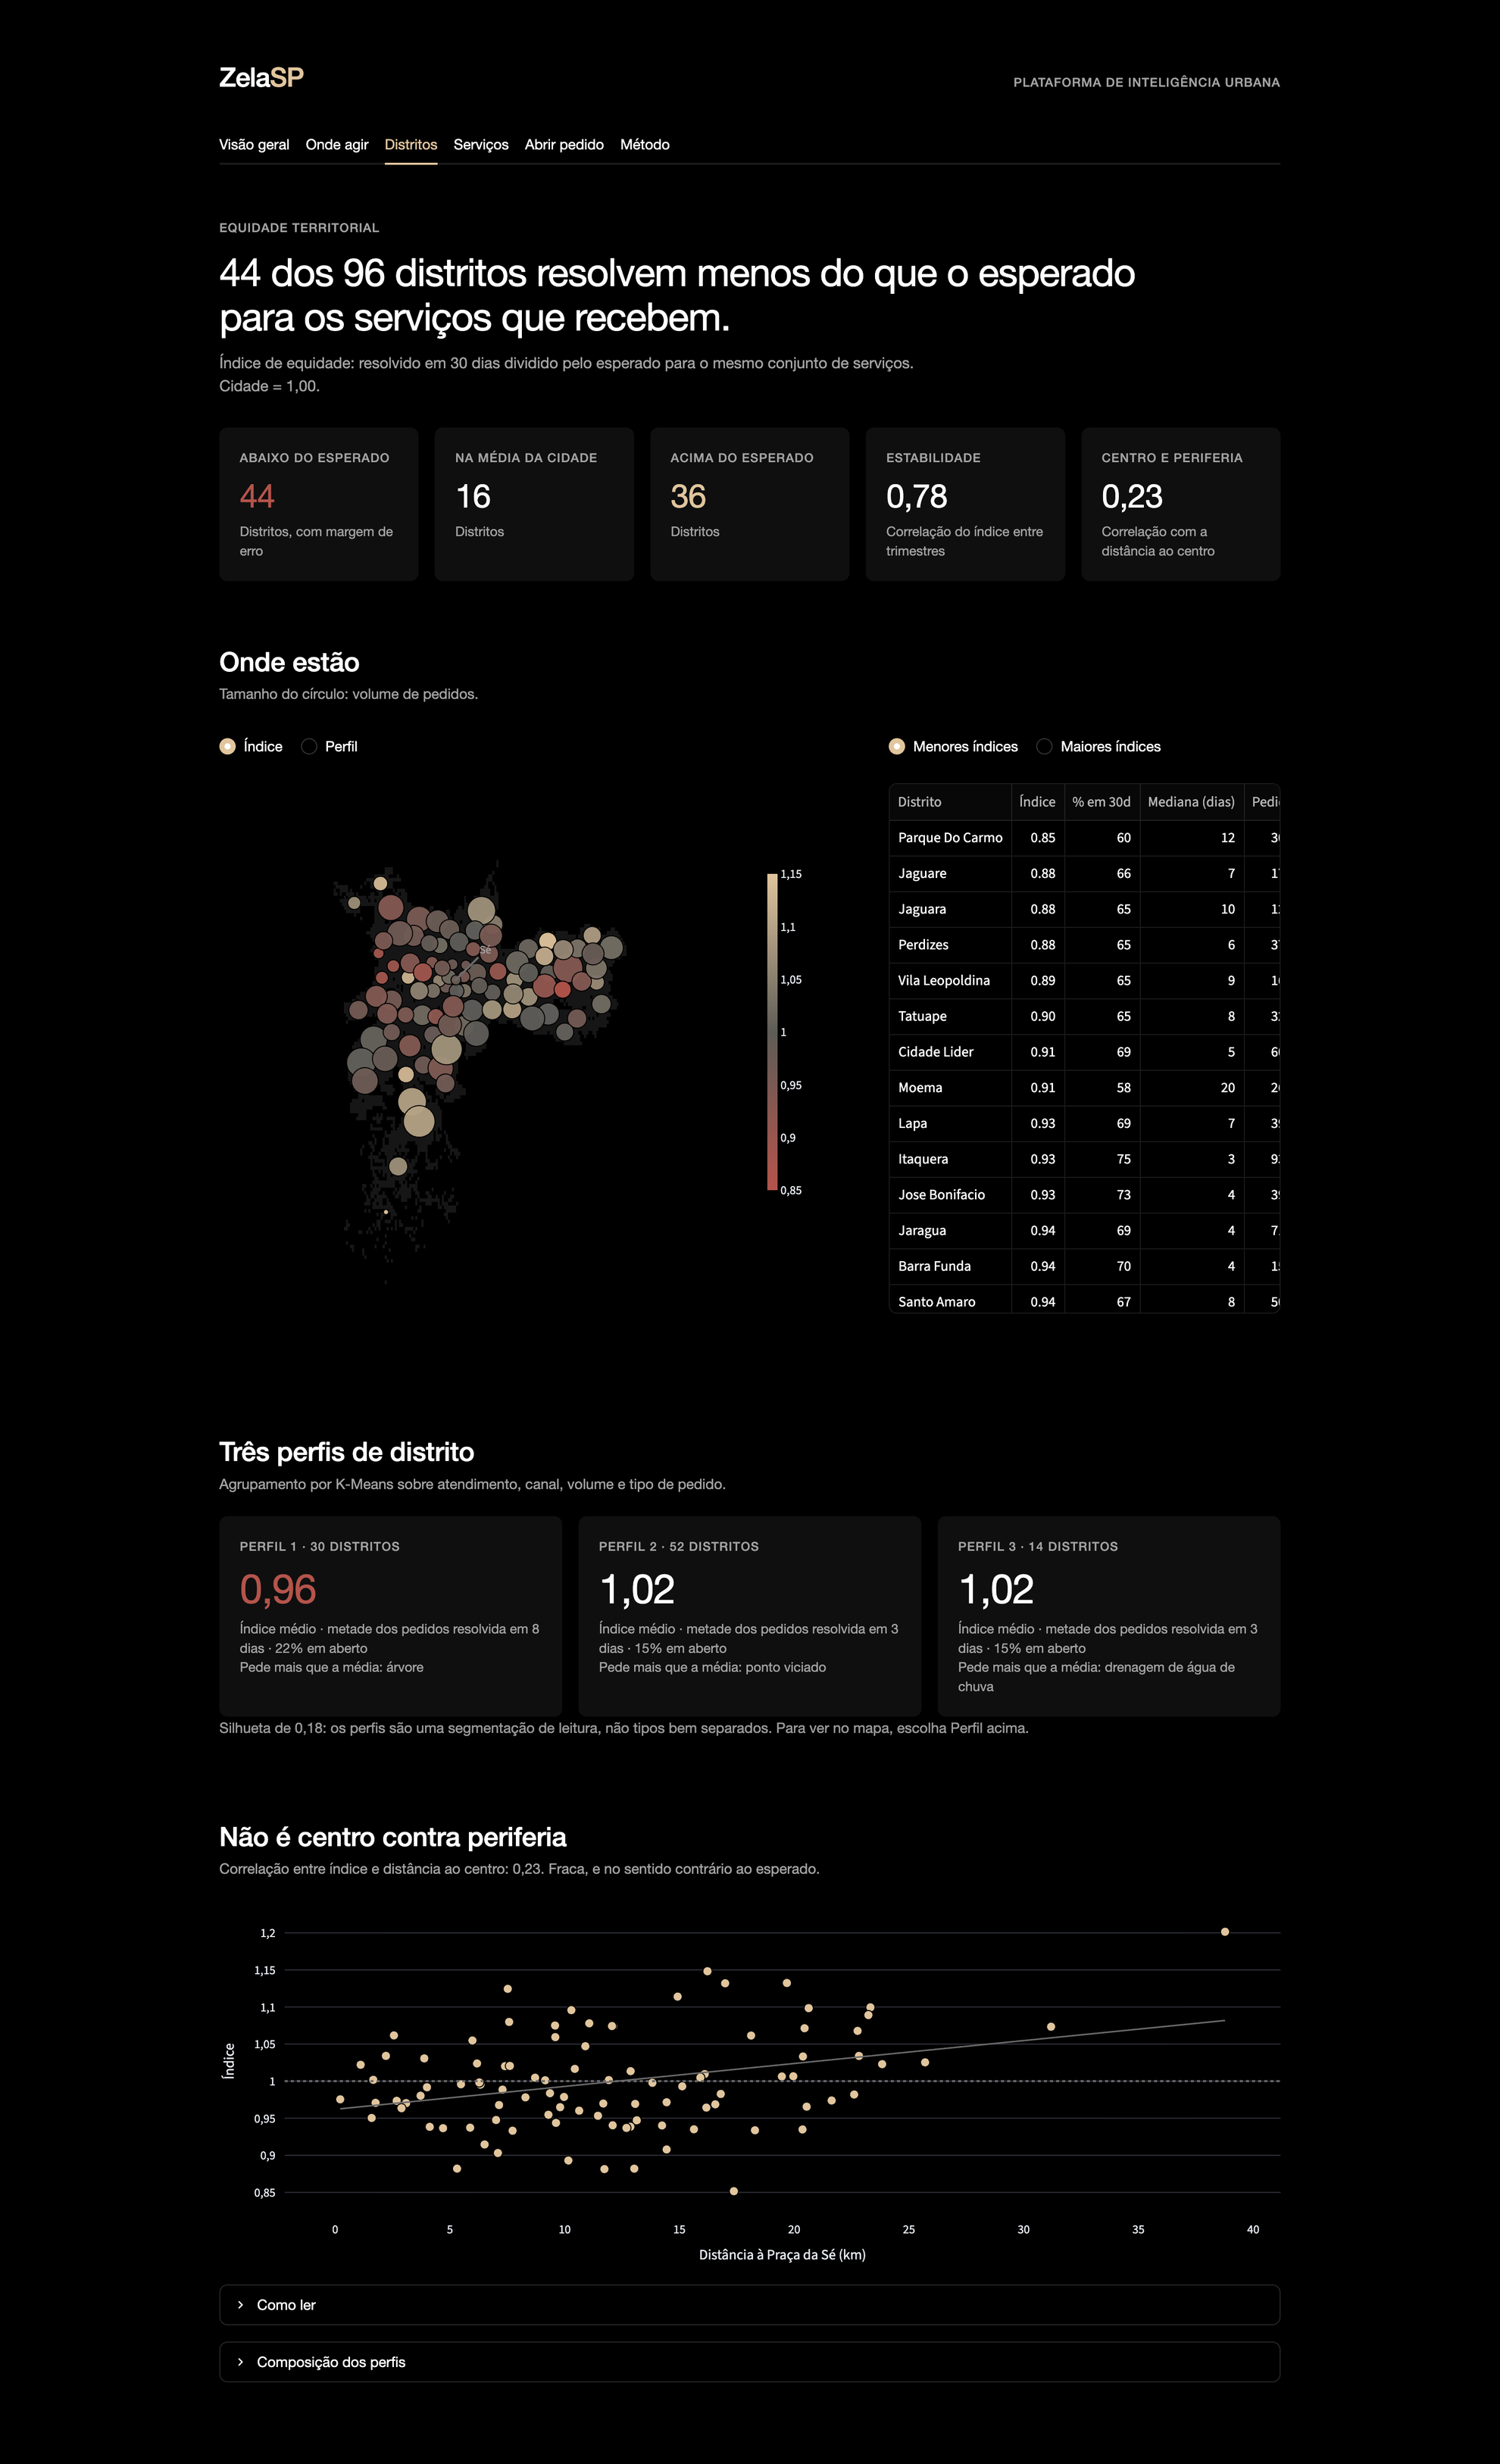 ZelaSP
PLATAFORMA DE INTELIGÊNCIA URBANA
Visão geral Onde agir Distritos Serviços Abrir pedido Método
EQUIDADE TERRITORIAL
44 dos 96 distritos resolvem menos do que o esperado
para os serviços que recebem.
Índice de equidade: resolvido em 30 dias dividido pelo esperado para o mesmo conjunto de serviços.
Cidade = 1,00.
ABAIXO DO ESPERADO
44
Distritos, com margem de
erro
NA MÉDIA DA CIDADE
16
Distritos
ACIMA DO ESPERADO
36
Distritos
ESTABILIDADE
0,78
Correlação do índice entre
trimestres
CENTRO E PERIFERIA
0,23
Correlação com a
distância ao centro
Onde estão
Tamanho do círculo: volume de pedidos.
Índice Perfil
Sé
1,15
1,1
1,05
1
0,95
0,9
0,85
Menores índices Maiores índices
Distrito Índice % em 30d Mediana (dias)
Parque Do Carmo 0.85 60 12
Jaguare 0.88 66 7
Jaguara 0.88 65 10
Perdizes 0.88 65 6
Vila Leopoldina 0.89 65 9
Tatuape 0.90 65 8
Cidade Lider 0.91 69 5
Moema 0.91 58 20
Lapa 0.93 69 7
Itaquera 0.93 75 3
Jose Bonifacio 0.93 73 4
Jaragua 0.94 69 4
Barra Funda 0.94 70 4
Santo Amaro 0.94 67 8
Três perfis de distrito
Agrupamento por K-Means sobre atendimento, canal, volume e tipo de pedido.
PERFIL 1 · 30 DISTRITOS
0,96
Índice médio · metade dos pedidos resolvida em 8
dias · 22% em aberto
Pede mais que a média: árvore
PERFIL 2 · 52 DISTRITOS
1,02
Índice médio · metade dos pedidos resolvida em 3
dias · 15% em aberto
Pede mais que a média: ponto viciado
PERFIL 3 · 14 DISTRITOS
1,02
Índice médio · metade dos pedidos resolvida em 3
dias · 15% em aberto
Pede mais que a média: drenagem de água de
chuva
Silhueta de 0,18: os perfis são uma segmentação de leitura, não tipos bem separados. Para ver no mapa, escolha Perfil acima.
Não é centro contra periferia
Correlação entre índice e distância ao centro: 0,23. Fraca, e no sentido contrário ao esperado.
Índice
1,2
1,15
1,1
1,05
1
0,95
0,9
0,85
0 5 10 15 20 25 30 35 40
Distância à Praça da Sé (km)
Como ler
Composição dos perfis